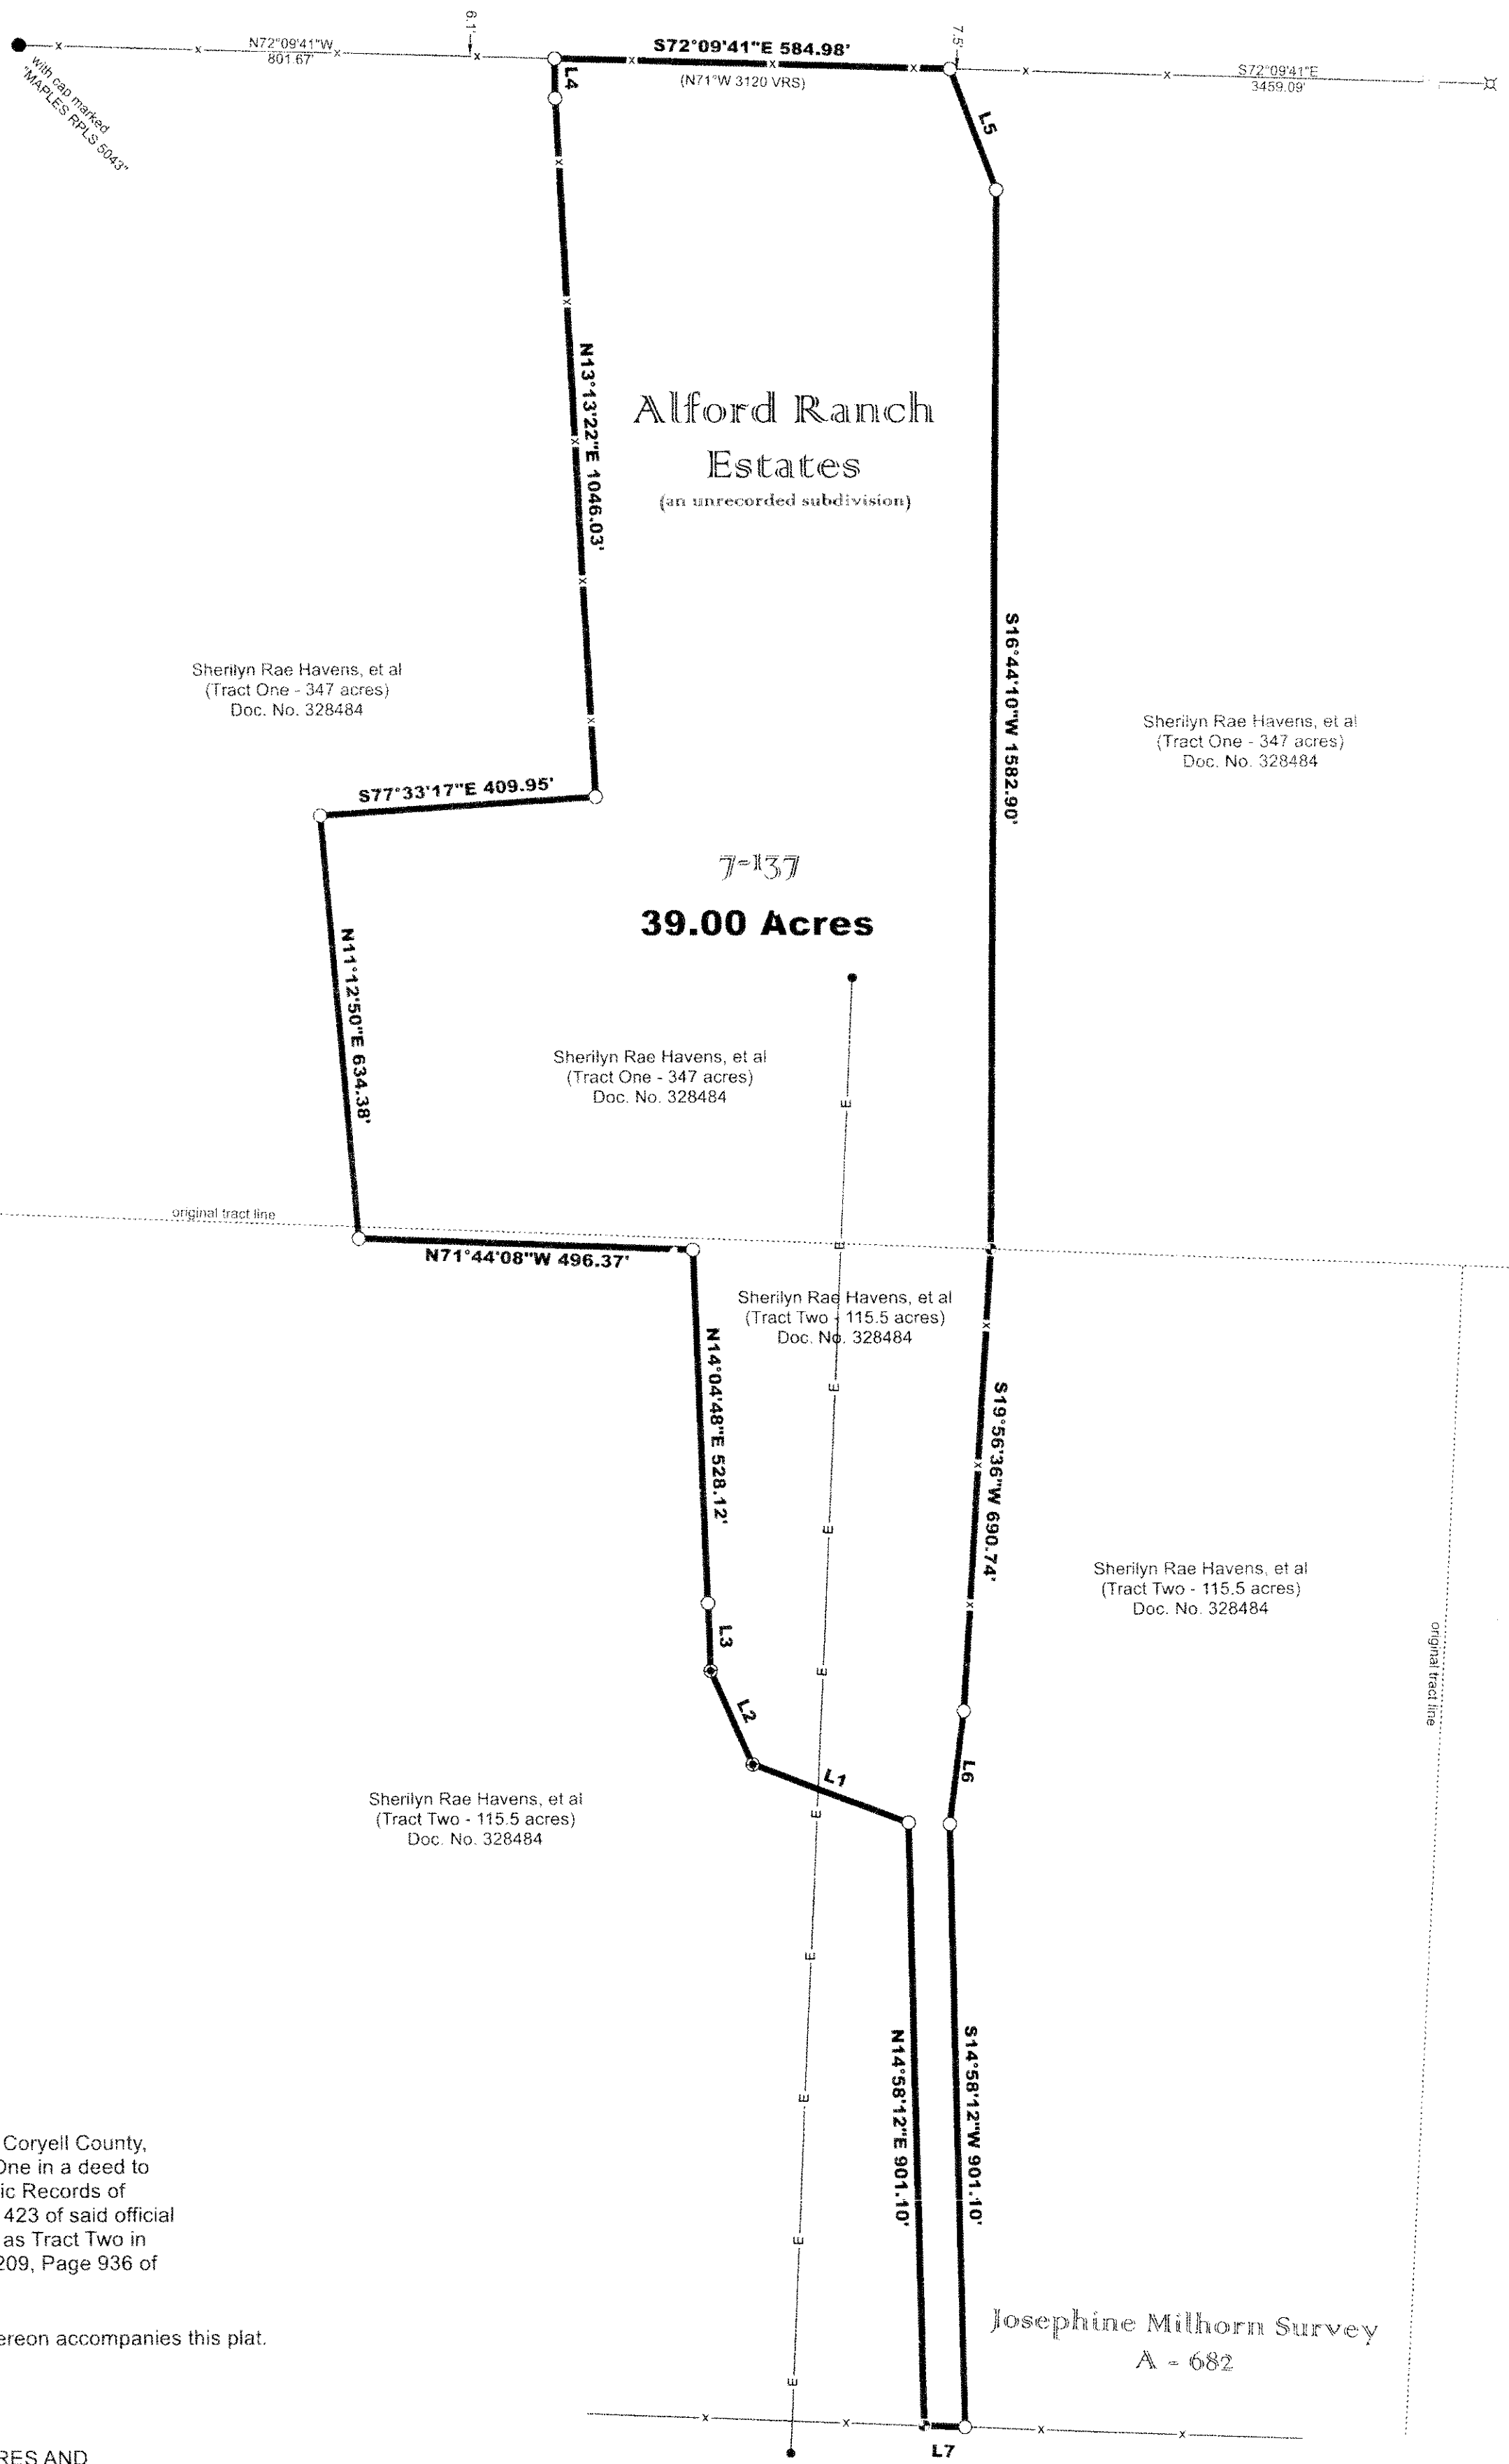 6.1'
7.5'
N72°09'41"W
801.67'
S72°09'41"E 584.98'
(N71°W 3120 VRS)
S72°09'41"E
3459.09'
with cap marked
"MAPLES RPLS 5043"
L4
L5
N13°13'22"E 1046.03'
Alford Ranch
Estates
(an unrecorded subdivision)
S16°44'10"W 1582.90'
Sherilyn Rae Havens, et al
(Tract One - 347 acres)
Doc. No. 328484
Sherilyn Rae Havens, et al
(Tract One - 347 acres)
Doc. No. 328484
S77°33'17"E 409.95'
7-137
39.00 Acres
N11°12'50"E 634.38'
Sherilyn Rae Havens, et al
(Tract One - 347 acres)
Doc. No. 328484
original tract line
N71°44'08"W 496.37'
Sherilyn Rae Havens, et al
(Tract Two - 115.5 acres)
Doc. No. 328484
N14°04'48"E 528.12'
S19°56'36"W 690.74'
Sherilyn Rae Havens, et al
(Tract Two - 115.5 acres)
Doc. No. 328484
original tract line
L3
L2
L1
L6
Sherilyn Rae Havens, et al
(Tract Two - 115.5 acres)
Doc. No. 328484
N14°58'12"E 901.10'
S14°58'12"W 901.10'
Coryell County,
One in a deed to
ic Records of
423 of said official
as Tract Two in
209, Page 936 of
ereon accompanies this plat.
Josephine Milhorn Survey
A - 682
L7
RES AND